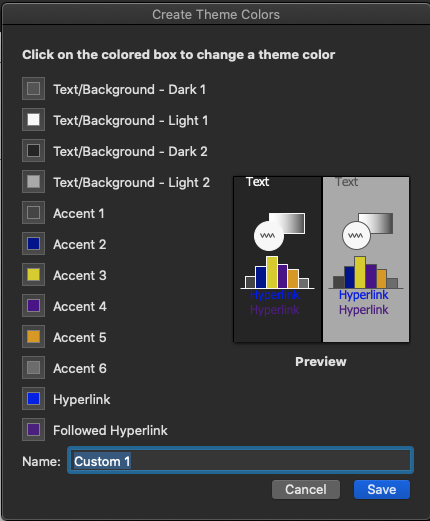 Create Theme Colors
Click on the colored box to change a theme color
Text/Background - Dark 1
Text/Background - Light 1
Text/Background - Dark 2
Text/Background - Light 2
Accent 1
Accent 2
Accent 3
Accent 4
Accent 5
Accent 6
Hyperlink
Followed Hyperlink
Text
Hyperlink
Hyperlink
Text
Hyperlink
Hyperlink
Preview
Name: Custom 1
Cancel Save